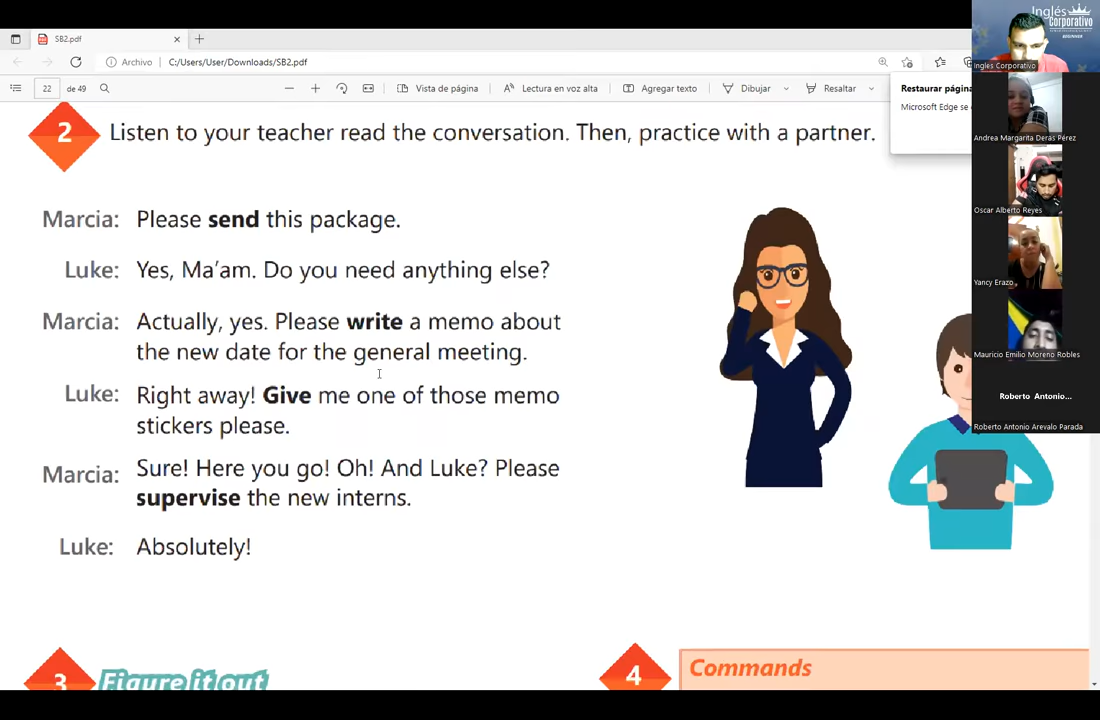 SB2.pdf
Archivo
C:/Users/User/Downloads/SB2.pdf
22 de 49
Vista de página
Lectura en voz alta
Agregar texto
Dibujar
Resaltar
Restaurar página
Microsoft Edge se
2
Listen to your teacher read the conversation. Then, practice with a partner.
Marcia: Please send this package.
Luke: Yes, Ma'am. Do you need anything else?
Marcia: Actually, yes. Please write a memo about
the new date for the general meeting.
Luke: Right away! Give me one of those memo
stickers please.
Marcia: Sure! Here you go! Oh! And Luke? Please
supervise the new interns.
Luke: Absolutely!
3
Figure it out
4
Commands
Inglés
Corporativo
BEGINNER
Ingles Corporativo
Andrea Margarita Deras Pérez
Oscar Alberto Reyes
Yancy Erazo
Mauricio Emilio Moreno Robles
Roberto Antonio...
Roberto Antonio Arevalo Parada